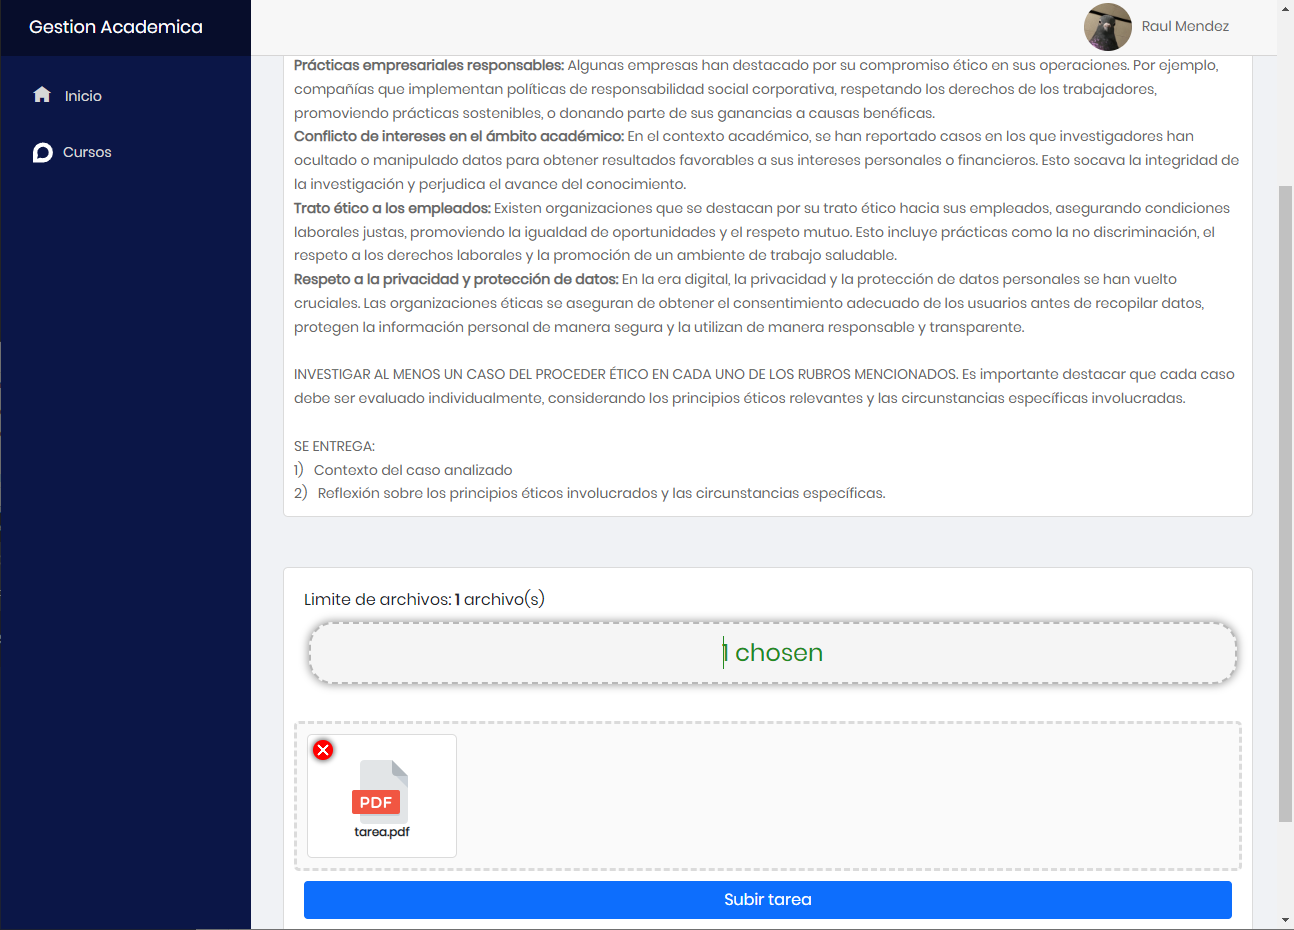 Gestion Academica
Raul Mendez
Inicio
Cursos
Prácticas empresariales responsables: Algunas empresas han destacado por su compromiso ético en sus operaciones. Por ejemplo,
compañías que implementan políticas de responsabilidad social corporativa, respetando los derechos de los trabajadores,
promoviendo prácticas sostenibles, o donando parte de sus ganancias a causas benéficas.
Conflicto de intereses en el ámbito académico: En el contexto académico, se han reportado casos en los que investigadores han
ocultado o manipulado datos para obtener resultados favorables a sus intereses personales o financieros. Esto socava la integridad de
la investigación y perjudica el avance del conocimiento.
Trato ético a los empleados: Existen organizaciones que se destacan por su trato ético hacia sus empleados, asegurando condiciones
laborales justas, promoviendo la igualdad de oportunidades y el respeto mutuo. Esto incluye prácticas como la no discriminación, el
respeto a los derechos laborales y la promoción de un ambiente de trabajo saludable.
Respeto a la privacidad y protección de datos: En la era digital, la privacidad y la protección de datos personales se han vuelto
cruciales. Las organizaciones éticas se aseguran de obtener el consentimiento adecuado de los usuarios antes de recopilar datos,
protegen la información personal de manera segura y la utilizan de manera responsable y transparente.
INVESTIGAR AL MENOS UN CASO DEL PROCEDER ÉTICO EN CADA UNO DE LOS RUBROS MENCIONADOS. Es importante destacar que cada caso
debe ser evaluado individualmente, considerando los principios éticos relevantes y las circunstancias específicas involucradas.
SE ENTREGA:
1) Contexto del caso analizado
2) Reflexión sobre los principios éticos involucrados y las circunstancias específicas.
Limite de archivos: 1 archivo(s)
1 chosen
PDF
tarea.pdf
Subir tarea